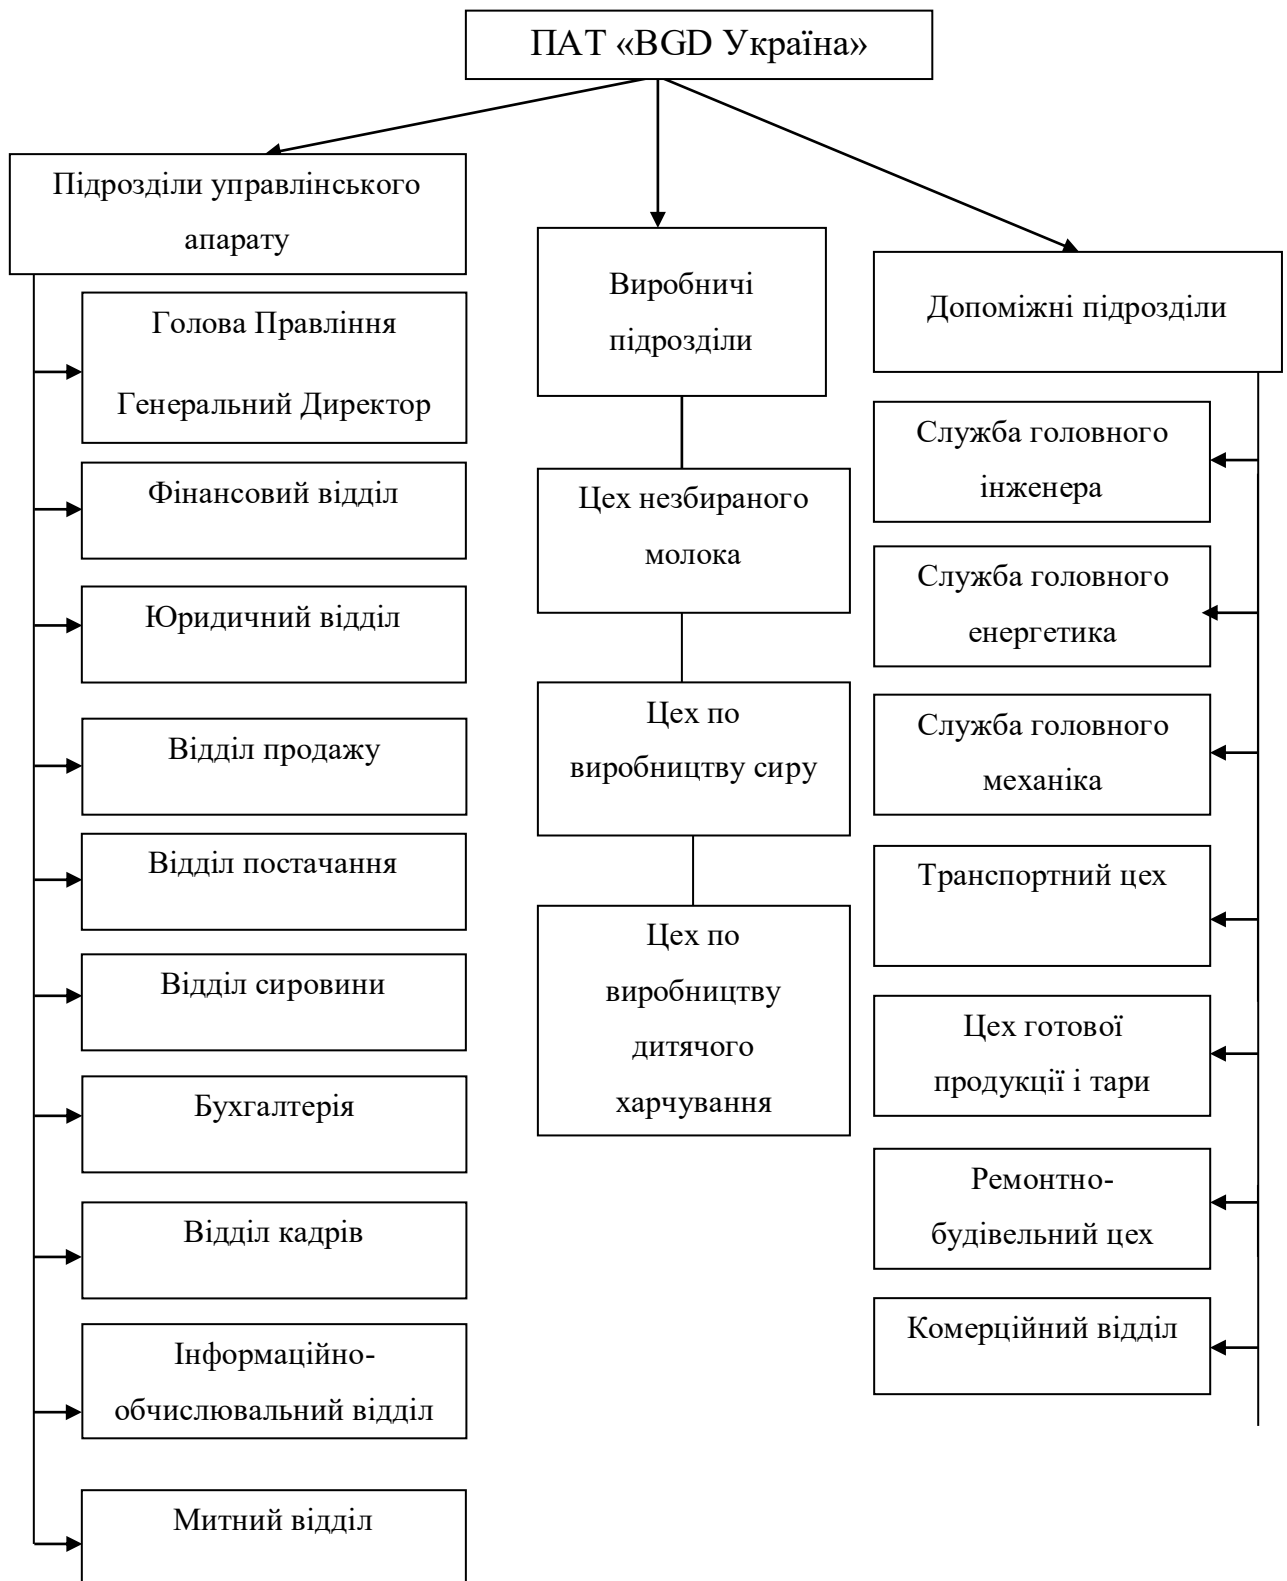 ПАТ «BGD Україна»
Підрозділи управлінського
апарату
Голова Правління
Генеральний Директор
Фінансовий відділ
Юридичний відділ
Відділ продажу
Відділ постачання
Відділ сировини
Бухгалтерія
Відділ кадрів
Інформаційно-
обчислювальний відділ
Митний відділ
Виробничі
підрозділи
Цех незбираного
молока
Цех по
виробництву сиру
Цех по
виробництву
дитячого
харчування
Допоміжні підрозділи
Служба головного
інженера
Служба головного
енергетика
Служба головного
механіка
Транспортний цех
Цех готової
продукції і тари
Ремонтно-
будівельний цех
Комерційний відділ